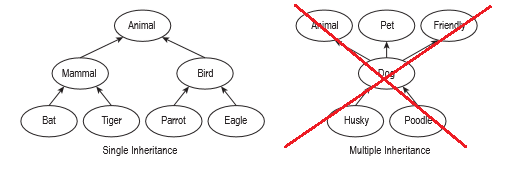 Animal
Mammal Bird
Bat Tiger Parrot Eagle
Single Inheritance
Animal Pet Friendly
Dog
Husky Poodle
Multiple Inheritance